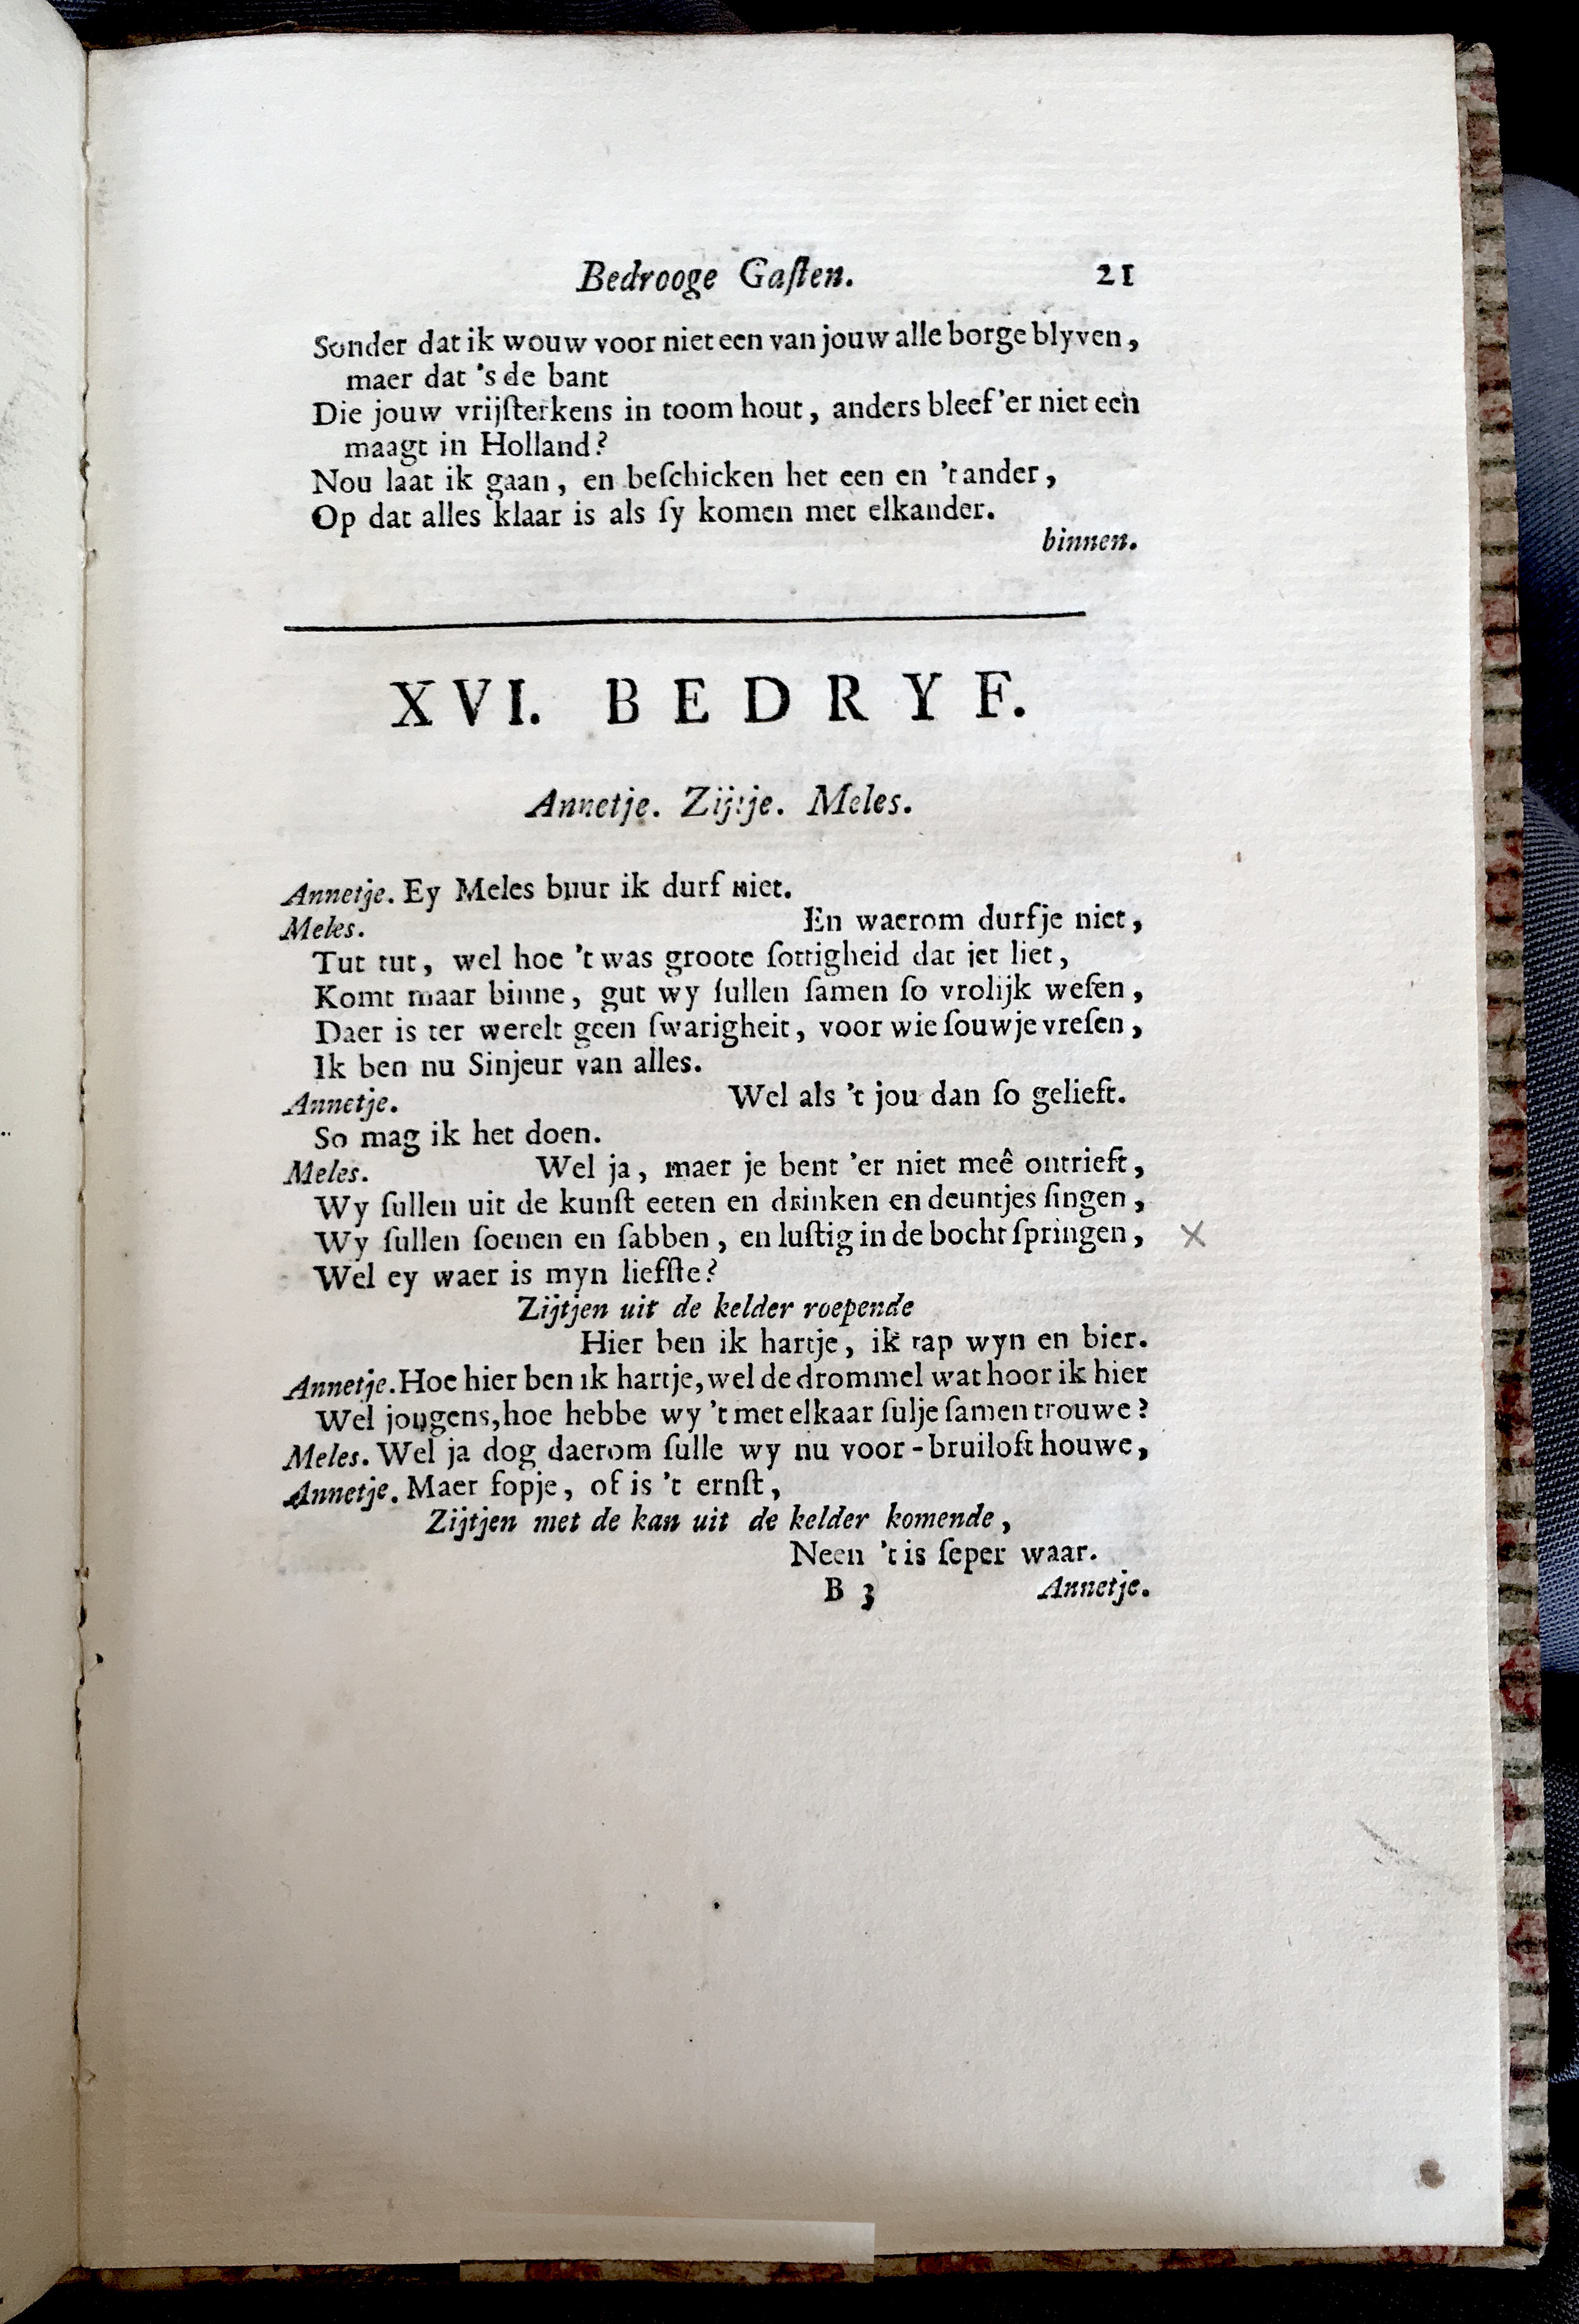 Bedrooge Gaſten. 21
Sonder dat ik wouw voor niet een van jouw alle borge blyven,
maer dat 's de bant
Die jouw vrijſterkens in toom hout, anders bleef 'er niet een
maagt in Holland?
Nou laat ik gaan, en beſchicken het een en 't ander,
Op dat alles klaar is als ſy komen met elkander.
binnen.
XVI. BEDRYF.
Annetje. Zijtje. Meles.
Annetje. Ey Meles buur ik durf niet.
Meles. En waerom durfje niet,
Tut tut, wel hoe 't was groote ſottigheid dat jet liet,
Komt maar binne, gut wy ſullen ſamen ſo vrolijk weſen,
Daer is ter werelt geen ſwarigheit, voor wie ſouwje vreſen,
Ik ben nu Sinjeur van alles.
Annetje. Wel als 't jou dan ſo gelieft.
So mag ik het doen.
Meles. Wel ja, maer je bent 'er niet meê ontrieft,
Wy ſullen uit de kunſt eeten en drinken en deuntjes ſingen,
Wy ſullen ſoenen en ſabben, en luſtig in de bocht ſpringen,
Wel ey waer is myn liefſte?
Zijtjen uit de kelder roepende
Hier ben ik hartje, ik tap wyn en bier.
Annetje. Hoe hier ben ik hartje, wel de drommel wat hoor ik hier
Wel jongens, hoe hebbe wy 't met elkaar ſulje ſamen trouwe?
Meles. Wel ja dog daerom ſulle wy nu voor-bruiloft houwe,
Annetje. Maer fopje, of is 't ernſt,
Zijtjen met de kan uit de kelder komende,
Neen 't is ſeper waar.
B 3 Annetje.